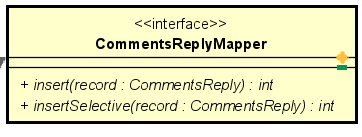 <<interface>>
CommentsReplyMapper
+ insert(record : CommentsReply) : int
+ insertSelective(record : CommentsReply) : int